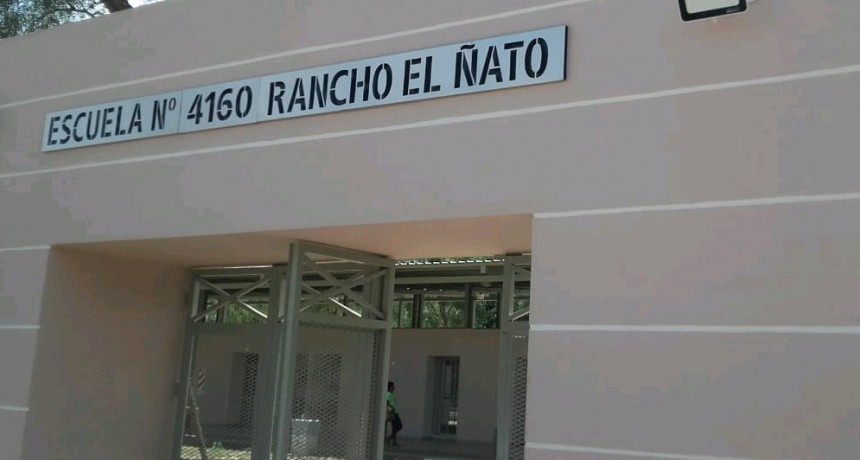 ESCUELA Nº 4160 RANCHO EL ÑATO